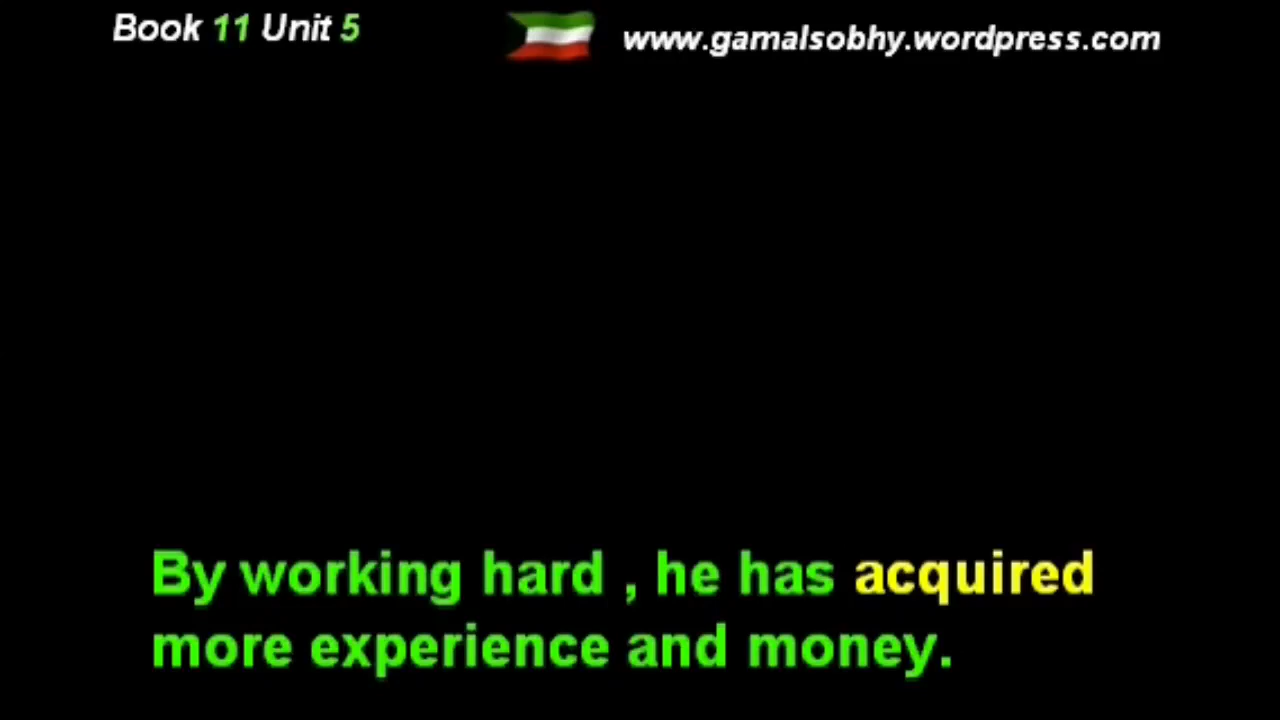 Book 11 Unit 5
www.gamalsobhy.wordpress.com
By working hard , he has acquired
more experience and money.